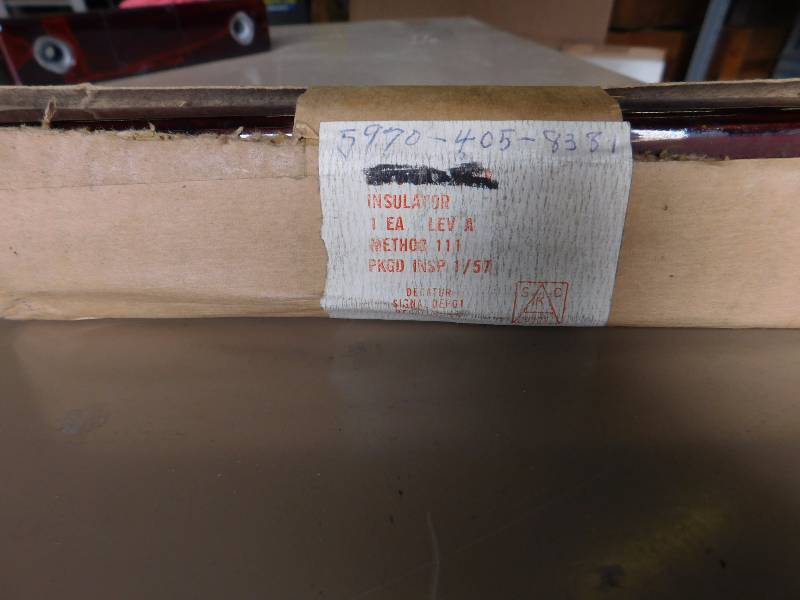 5970-405-8381
INSULATOR
1 EA LEV A
METHOD 111
PKGD INSP 1/57
DECATUR
SIGNAL DEPOT
S K C